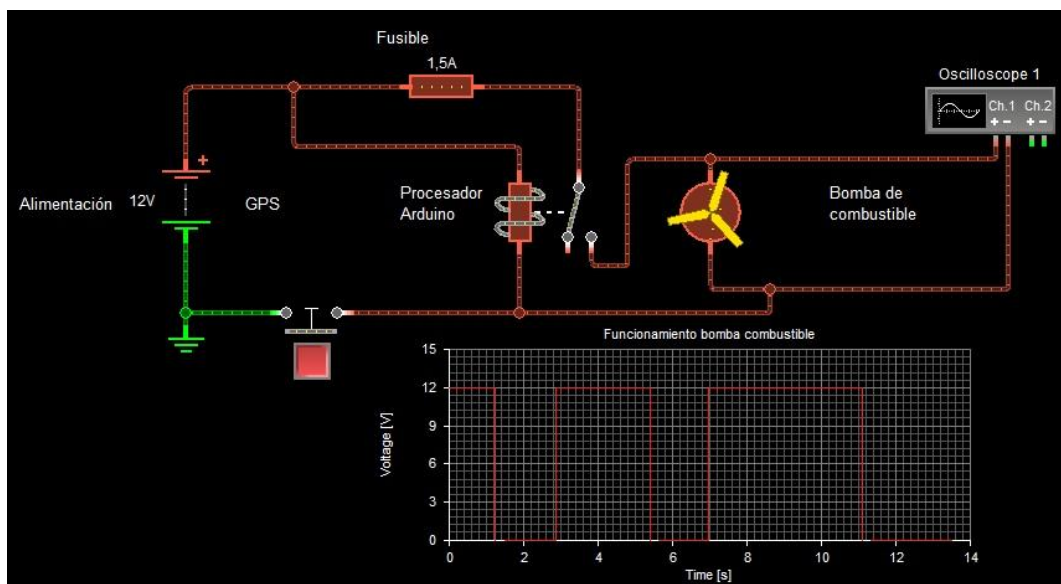 Fusible
1,5A
Oscilloscope 1
Ch.1 Ch.2
+ - + -
+
Alimentación 12V GPS
Procesador
Arduino
Bomba de
combustible
Funcionamiento bomba combustible
15
12
9
6
3
0
Voltage [V]
0 2 4 6 8 10 12 14
Time [s]